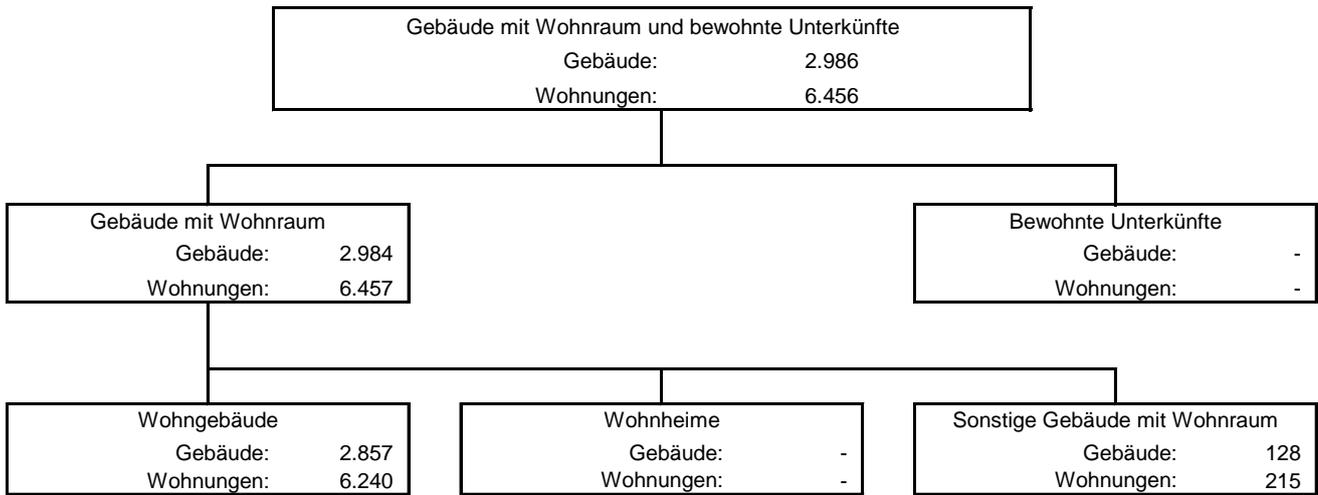 Gebäude mit Wohnraum und bewohnte Unterkünfte
Gebäude: 2.986
Wohnungen: 6.456
Gebäude mit Wohnraum
Gebäude: 2.984
Wohnungen: 6.457
Bewohnte Unterkünfte
Gebäude: -
Wohnungen: -
Wohngebäude
Gebäude: 2.857
Wohnungen: 6.240
Wohnheime
Gebäude: -
Wohnungen: -
Sonstige Gebäude mit Wohnraum
Gebäude: 128
Wohnungen: 215